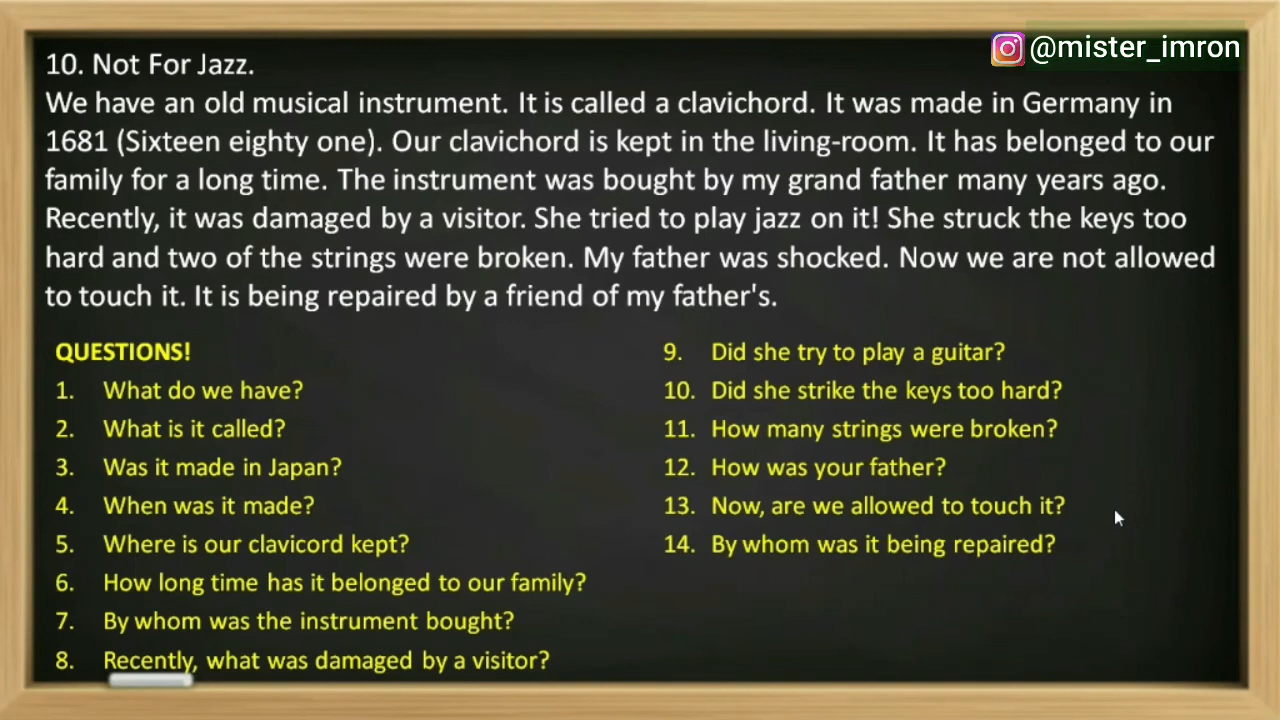 @mister_imron
10. Not For Jazz.
We have an old musical instrument. It is called a clavichord. It was made in Germany in
1681 (Sixteen eighty one). Our clavichord is kept in the living-room. It has belonged to our
family for a long time. The instrument was bought by my grand father many years ago.
Recently, it was damaged by a visitor. She tried to play jazz on it! She struck the keys too
hard and two of the strings were broken. My father was shocked. Now we are not allowed
to touch it. It is being repaired by a friend of my father's.
QUESTIONS!
1. What do we have?
2. What is it called?
3. Was it made in Japan?
4. When was it made?
5. Where is our clavicord kept?
6. How long time has it belonged to our family?
7. By whom was the instrument bought?
8. Recently, what was damaged by a visitor?
9. Did she try to play a guitar?
10. Did she strike the keys too hard?
11. How many strings were broken?
12. How was your father?
13. Now, are we allowed to touch it?
14. By whom was it being repaired?